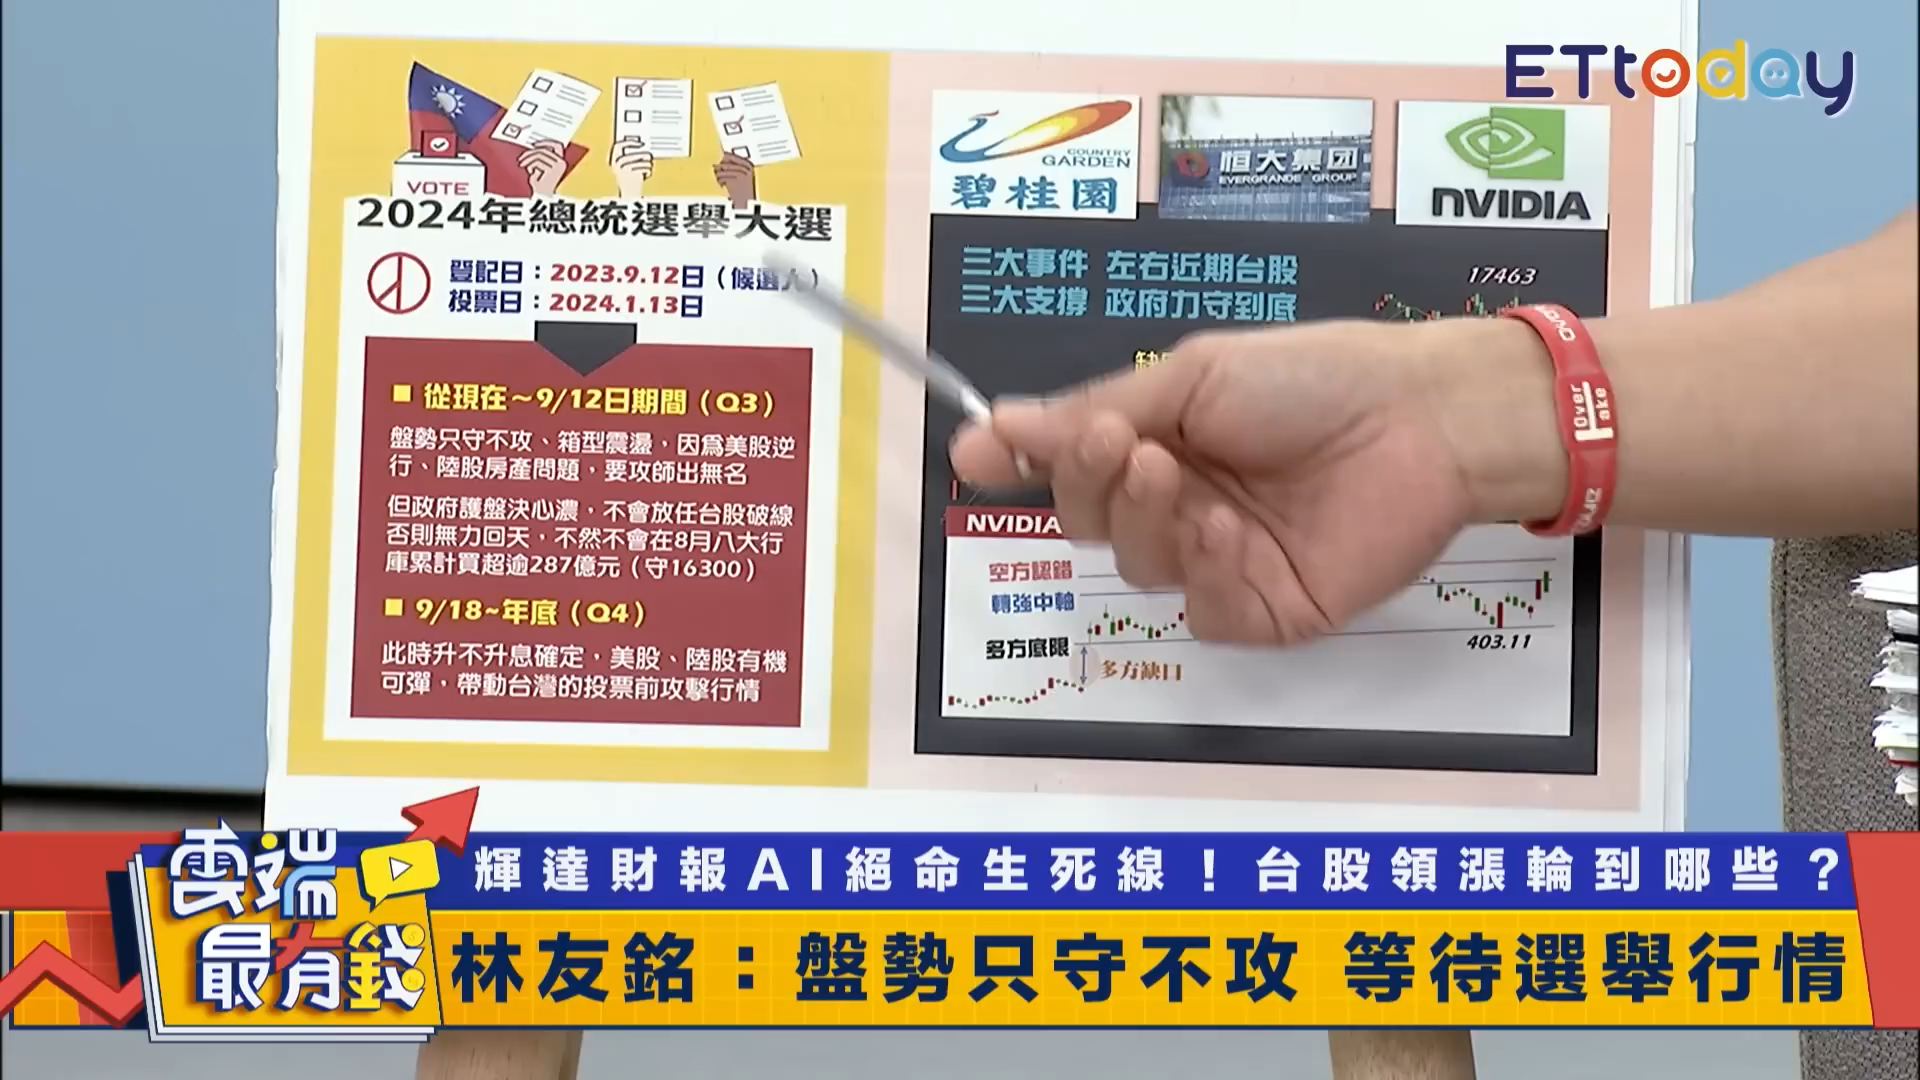 ETtoday
VOTE
2024年總統選舉大選
登記日：2023.9.12日（候選人）
投票日：2024.1.13日
■ 從現在～9/12日期間（Q3）
盤勢只守不攻、箱型震盪，因為美股逆
行、陸股房產問題，要攻師出無名
但政府護盤決心濃，不會放任台股破線
否則無力回天，不然不會在8月八大行
庫累計買超逾287億元（守16300）
■ 9/18~年底（Q4）
此時升不升息確定，美股、陸股有機
可彈，帶動台灣的投票前攻擊行情
COUNTRY
GARDEN
碧桂園
恒大集团
EVERGRANDE GROUP
NVIDIA
三大事件 左右近期台股
三大支撐 政府力守到底
17463
NVIDIA
空方認錯
轉強中軸
多方底限
多方缺口
403.11
Over
ake
雲端
最有錢
輝達財報AI絕命生死線！台股領漲輪到哪些？
林友銘：盤勢只守不攻 等待選舉行情